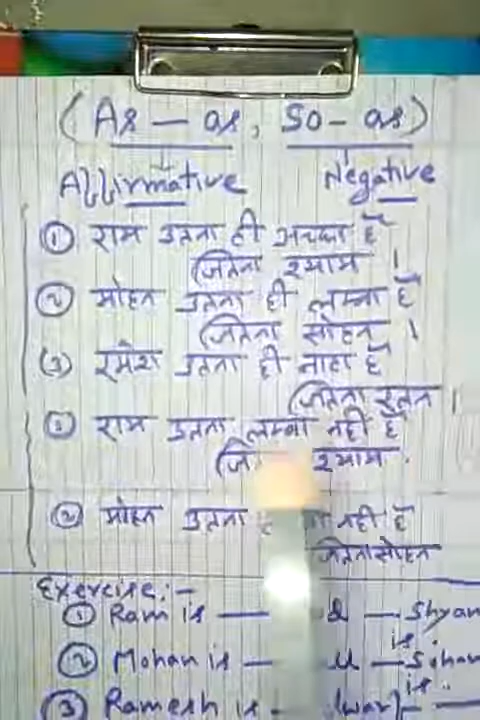 (As — as, So - as)
Affirmative Negative
① राम उतना ही अच्छा है
जितना श्याम ।
② मोहन उतना ही लम्बा है
जितना सोहन ।
(3) रमेश उतना ही नाटा है
जितना रतन ।
① राम उतना लम्बा नहीं है
जि श्याम .
② मोहन उतना नहीं है
जितना सोहन
Exercise:-
① Ram is — — Shyam
is.
② Mohan is — — Sohan
is.
③ Ramesh is — (war) —